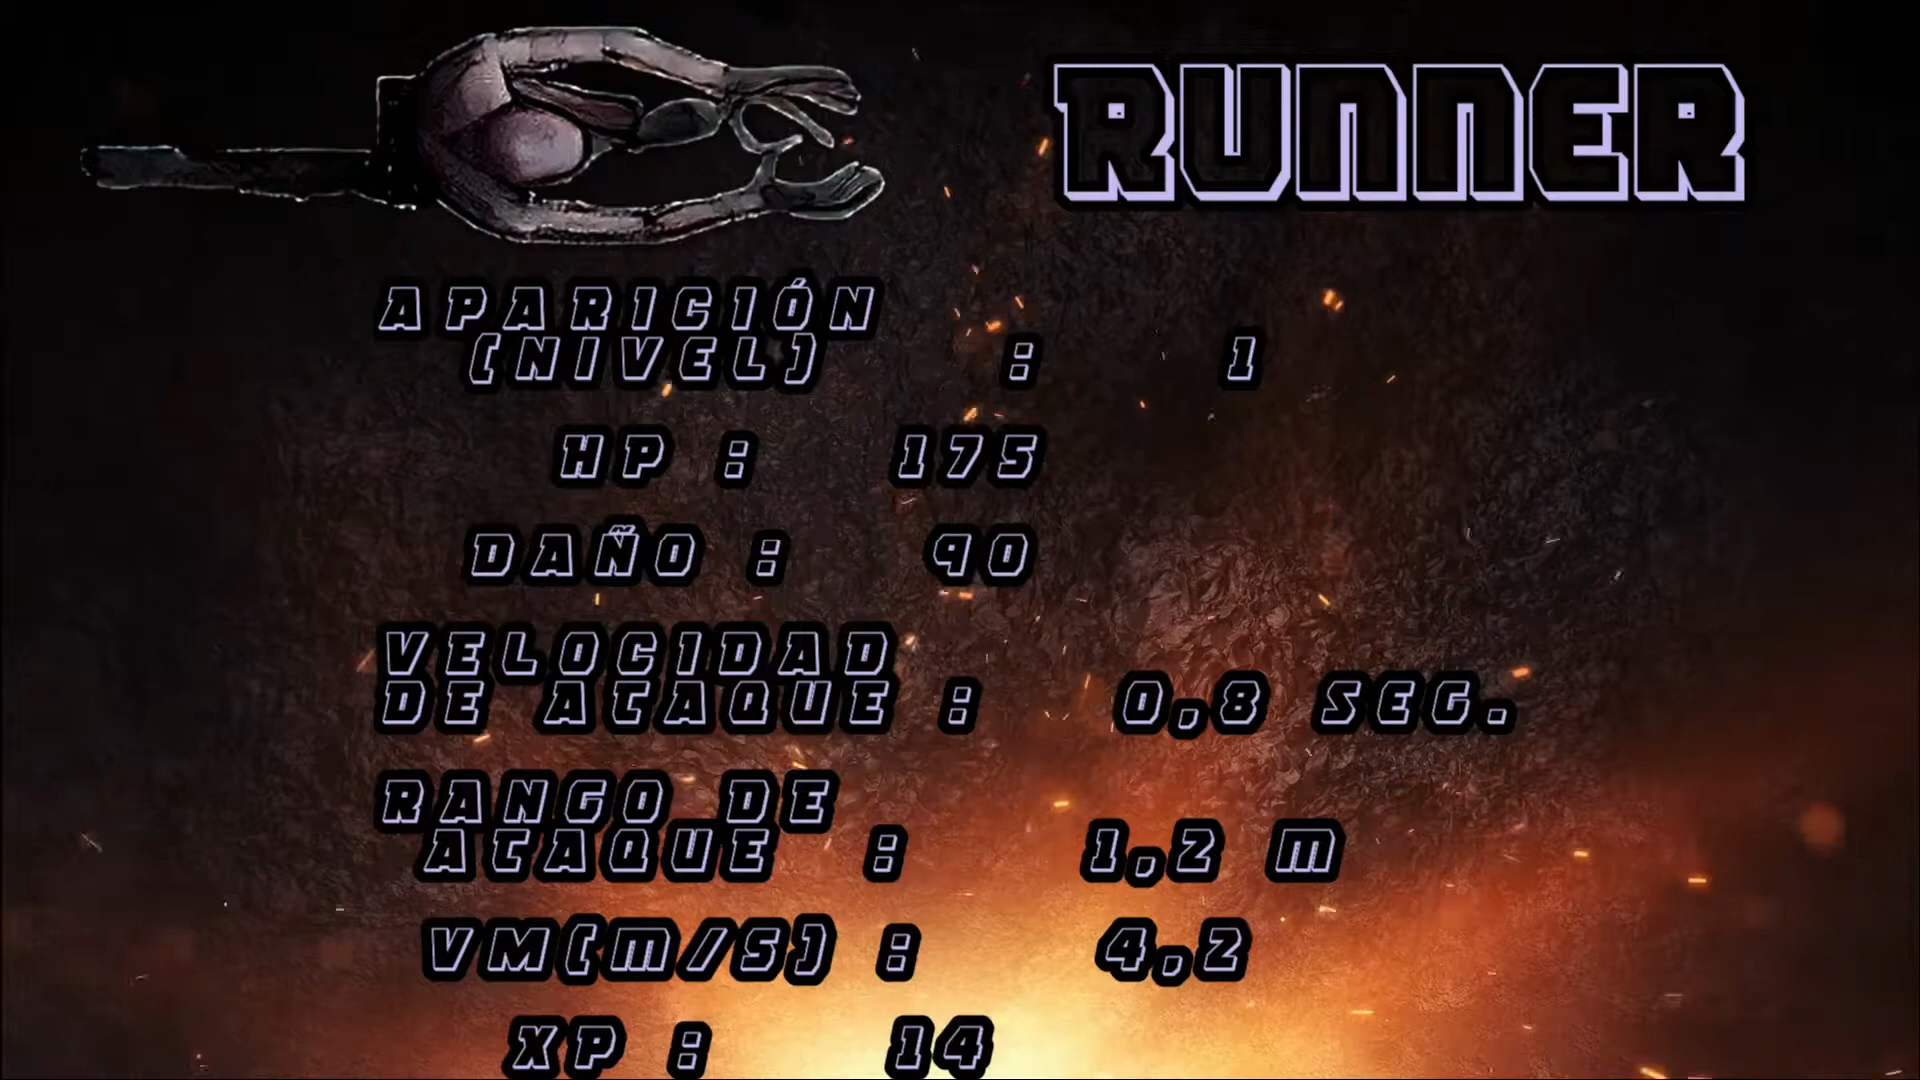 RUNNER
APARICIÓN
(NIVEL) : 1
HP : 175
DAÑO : 90
VELOCIDAD
DE ATAQUE : 0,8 SEG.
RANGO DE
ATAQUE : 1,2 M
VM(M/S) : 4,2
XP : 14